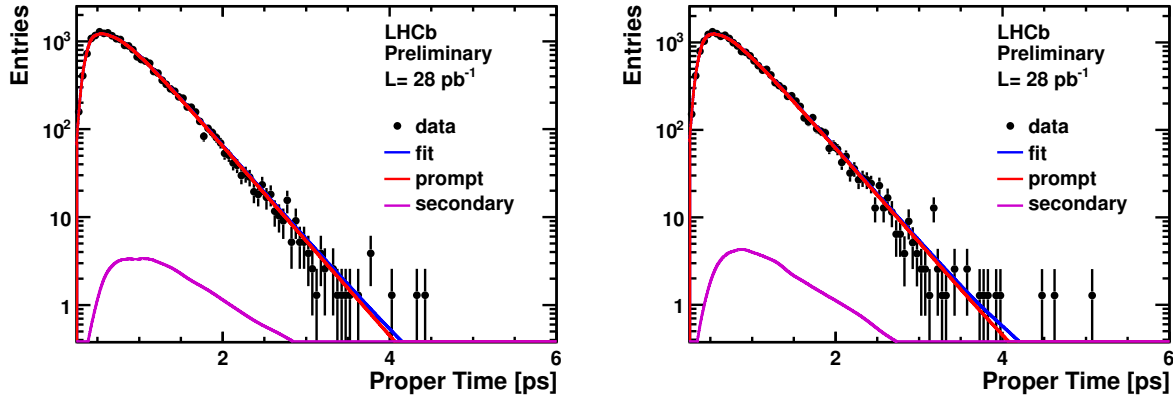 Entries
10³
10²
10
1
LHCb
Preliminary
L= 28 pb⁻¹
data
fit
prompt
secondary
2
4
6
Proper Time [ps]
Entries
10³
10²
10
1
LHCb
Preliminary
L= 28 pb⁻¹
data
fit
prompt
secondary
2
4
6
Proper Time [ps]